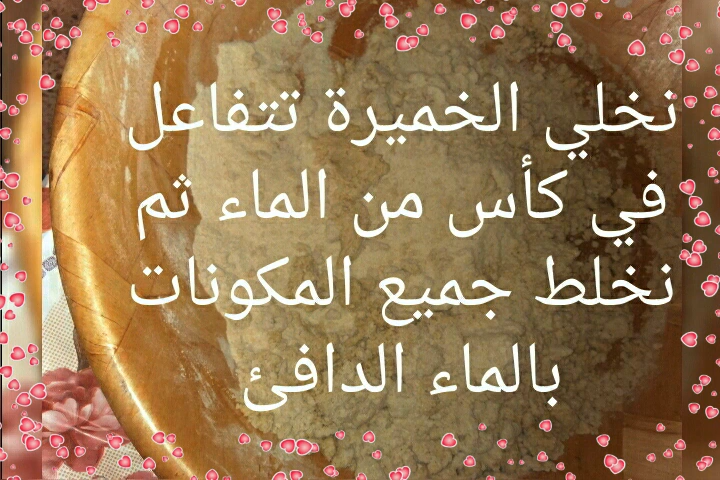 نخلي الخميرة تتفاعل
في كأس من الماء ثم
نخلط جميع المكونات
بالماء الدافئ